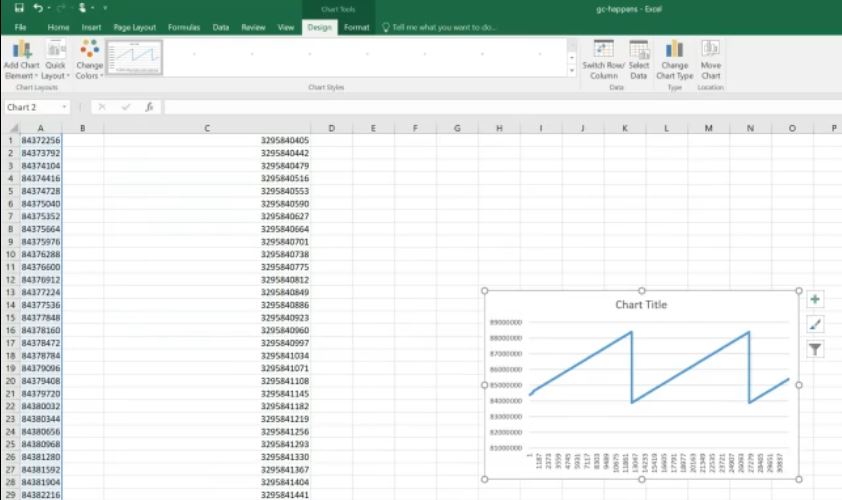 Chart Tools
gc-happens - Excel
File Home Insert Page Layout Formulas Data Review View Design Format Tell me what you want to do...
Add Chart Element Quick Layout Change Colors Switch Row/ Column Select Data Change Chart Type Move Chart
Chart Layouts Chart Styles Data Type Location
Chart 2 fx
A B C D E F G H I J K L M N O P
1 84372256 3295840405
2 84373792 3295840442
3 84374104 3295840479
4 84374416 3295840516
5 84374728 3295840553
6 84375040 3295840590
7 84375352 3295840627
8 84375664 3295840664
9 84375976 3295840701
10 84376288 3295840738
11 84376600 3295840775
12 84376912 3295840812
13 84377224 3295840849
14 84377536 3295840886
15 84377848 3295840923
16 84378160 3295840960
17 84378472 3295840997
18 84378784 3295841034
19 84379096 3295841071
20 84379408 3295841108
21 84379720 3295841145
22 84380032 3295841182
23 84380344 3295841219
24 84380656 3295841256
25 84380968 3295841293
26 84381280 3295841330
27 84381592 3295841367
28 84381904 3295841404
29 84382216 3295841441
Chart Title
89000000
88000000
87000000
86000000
85000000
84000000
83000000
82000000
81000000
1 1187 2373 3559 4745 5931 7117 8303 9489 10675 11861 13047 14233 15419 16605 17791 18977 20163 21349 22535 23721 24907 26093 27279 28465 29651 30837